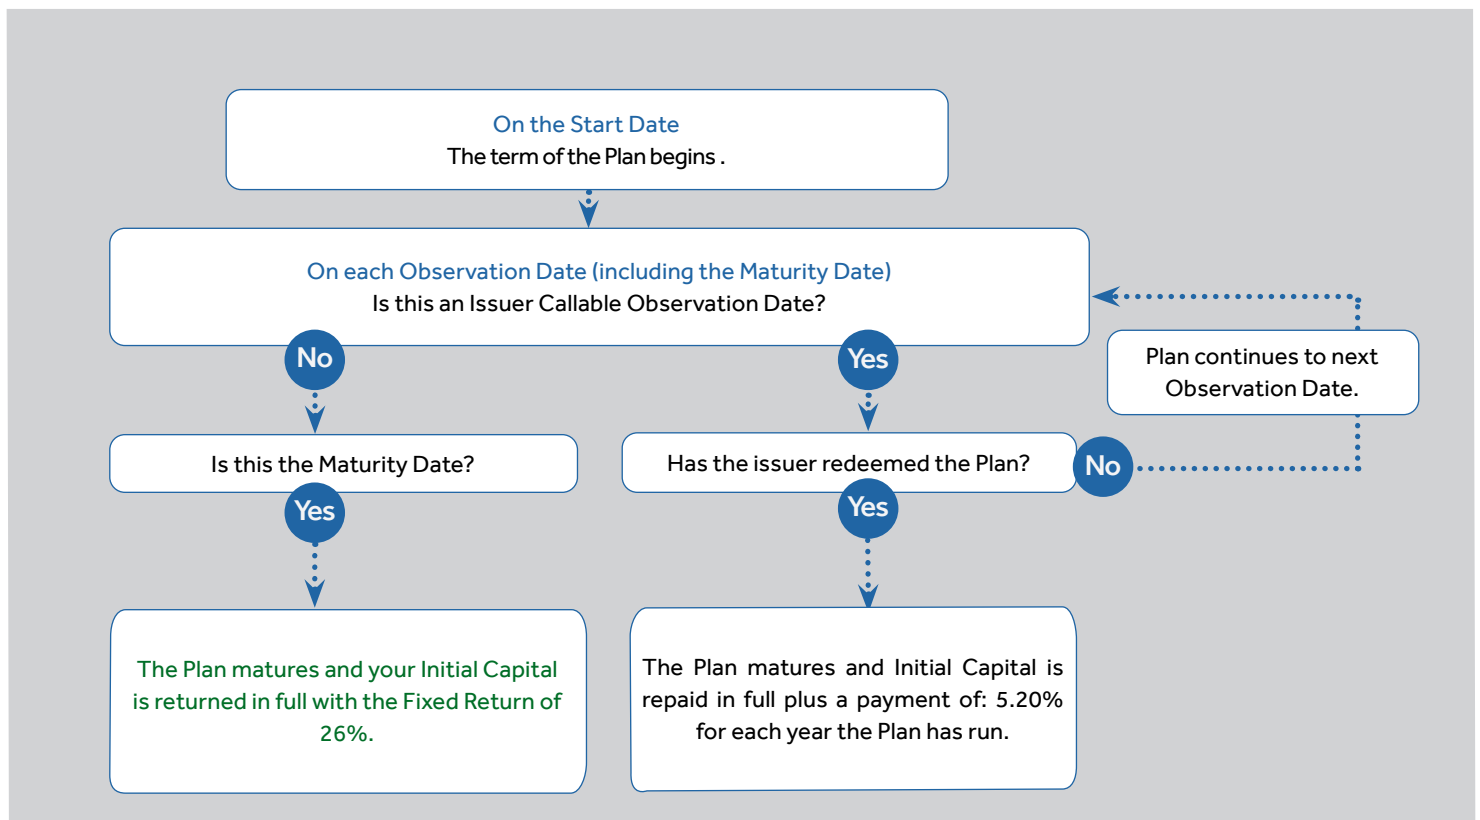 On the Start Date
The term of the Plan begins .
On each Observation Date (including the Maturity Date)
Is this an Issuer Callable Observation Date?
No
Yes
Plan continues to next
Observation Date.
Is this the Maturity Date?
Has the issuer redeemed the Plan?
No
Yes
Yes
The Plan matures and your Initial Capital
is returned in full with the Fixed Return of
26%.
The Plan matures and Initial Capital is
repaid in full plus a payment of: 5.20%
for each year the Plan has run.